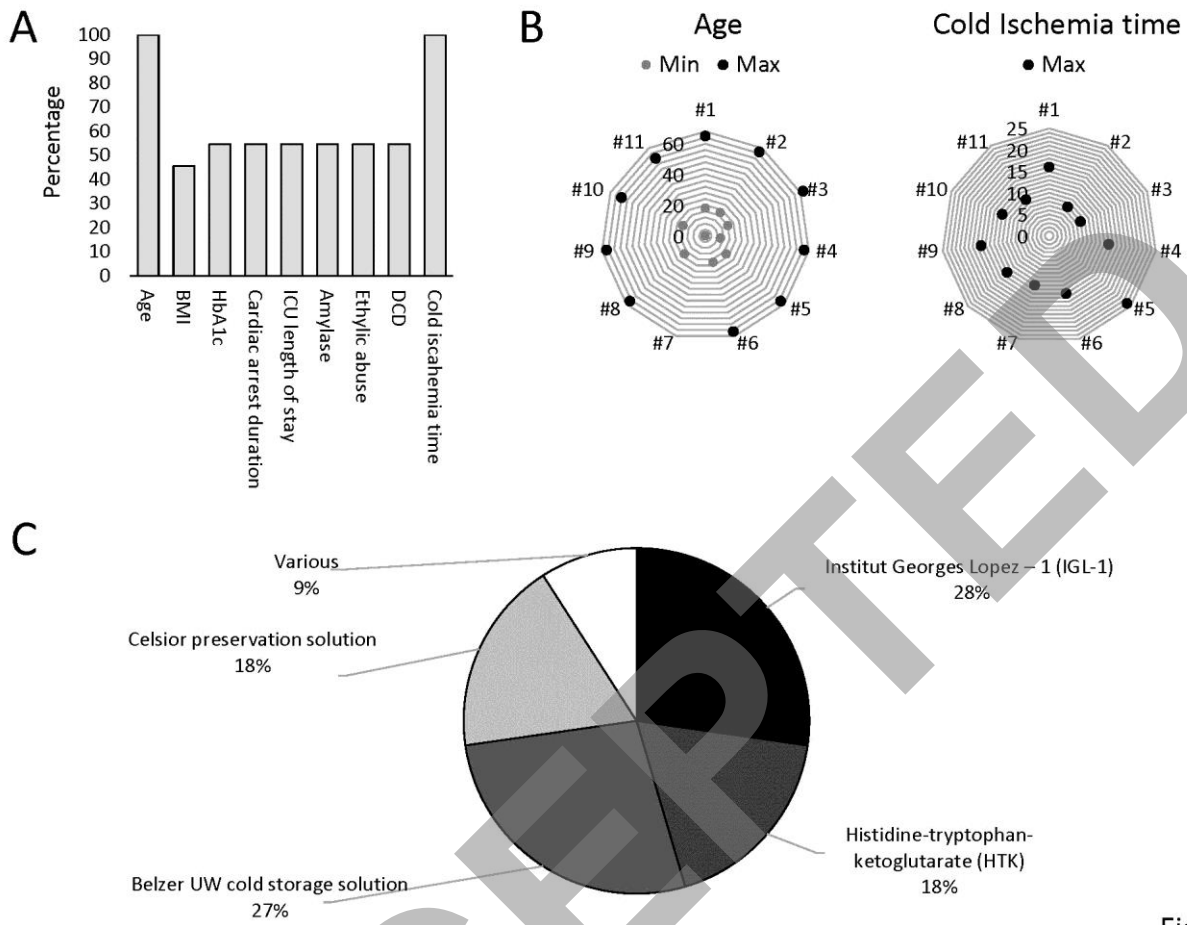 A
Percentage
100
90
80
70
60
50
40
30
20
10
0
Age
BMI
HbA1c
Cardiac arrest duration
ICU length of stay
Amylase
Ethylic abuse
DCD
Cold iscahemia time
B
Age
Min Max
#1
#2
#3
#4
#5
#6
#7
#8
#9
#10
#11
60
40
20
0
Cold Ischemia time
Max
#1
#2
#3
#4
#5
#6
#7
#8
#9
#10
#11
25
20
15
10
5
0
C
Various
9%
Institut Georges Lopez – 1 (IGL-1)
28%
Celsior preservation solution
18%
Histidine-tryptophan-
ketoglutarate (HTK)
18%
Belzer UW cold storage solution
27%
EPTED